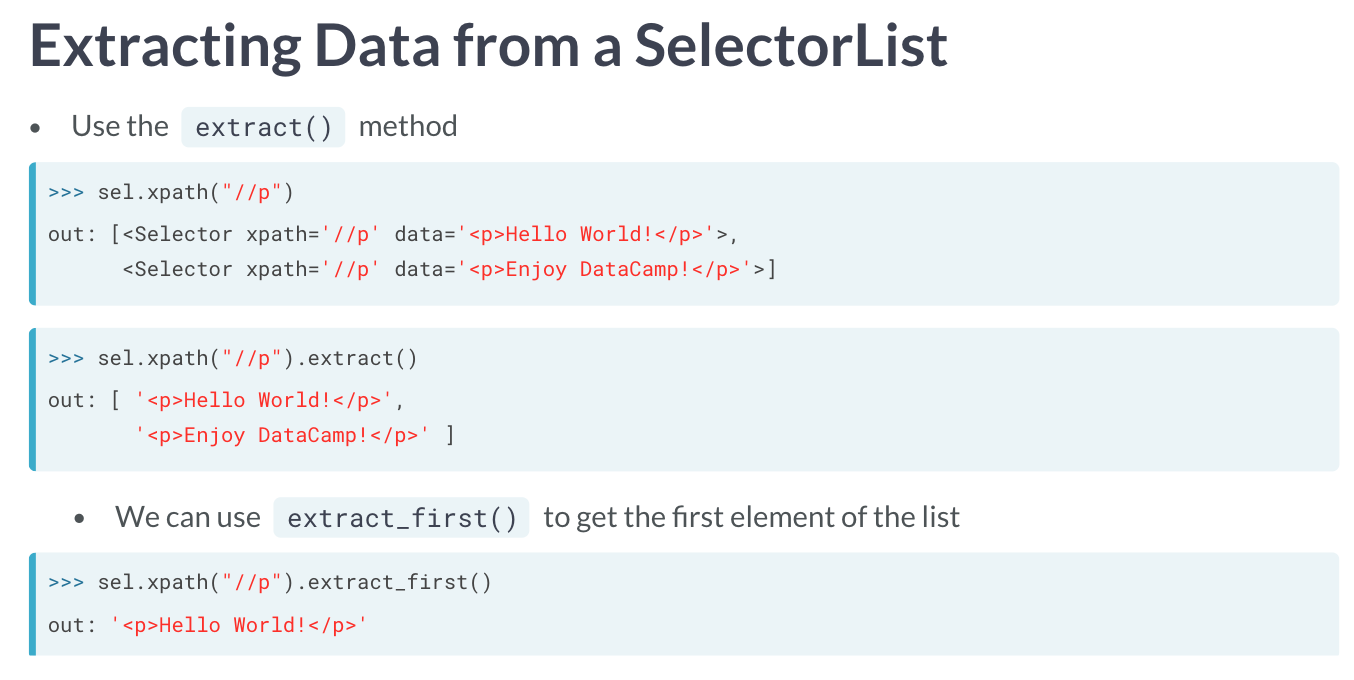 Extracting Data from a SelectorList
• Use the extract() method
>>> sel.xpath("//p")
out: [<Selector xpath='//p' data='<p>Hello World!</p>'>,
<Selector xpath='//p' data='<p>Enjoy DataCamp!</p>'>]
>>> sel.xpath("//p").extract()
out: [ '<p>Hello World!</p>',
'<p>Enjoy DataCamp!</p>' ]
• We can use extract_first() to get the first element of the list
>>> sel.xpath("//p").extract_first()
out: '<p>Hello World!</p>'